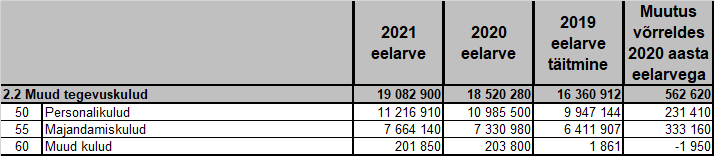 2021 eelarve	2020 eelarve	2019 eelarve täitmine	Muutus võrreldes 2020 aasta eelarvega
2.2 Muud tegevuskulud	19 082 900	18 520 280	16 360 912	562 620
50	Personalikulud	11 216 910	10 985 500	9 947 144	231 410
55	Majandamiskulud	7 664 140	7 330 980	6 411 907	333 160
60	Muud kulud	201 850	203 800	1 861	-1 950